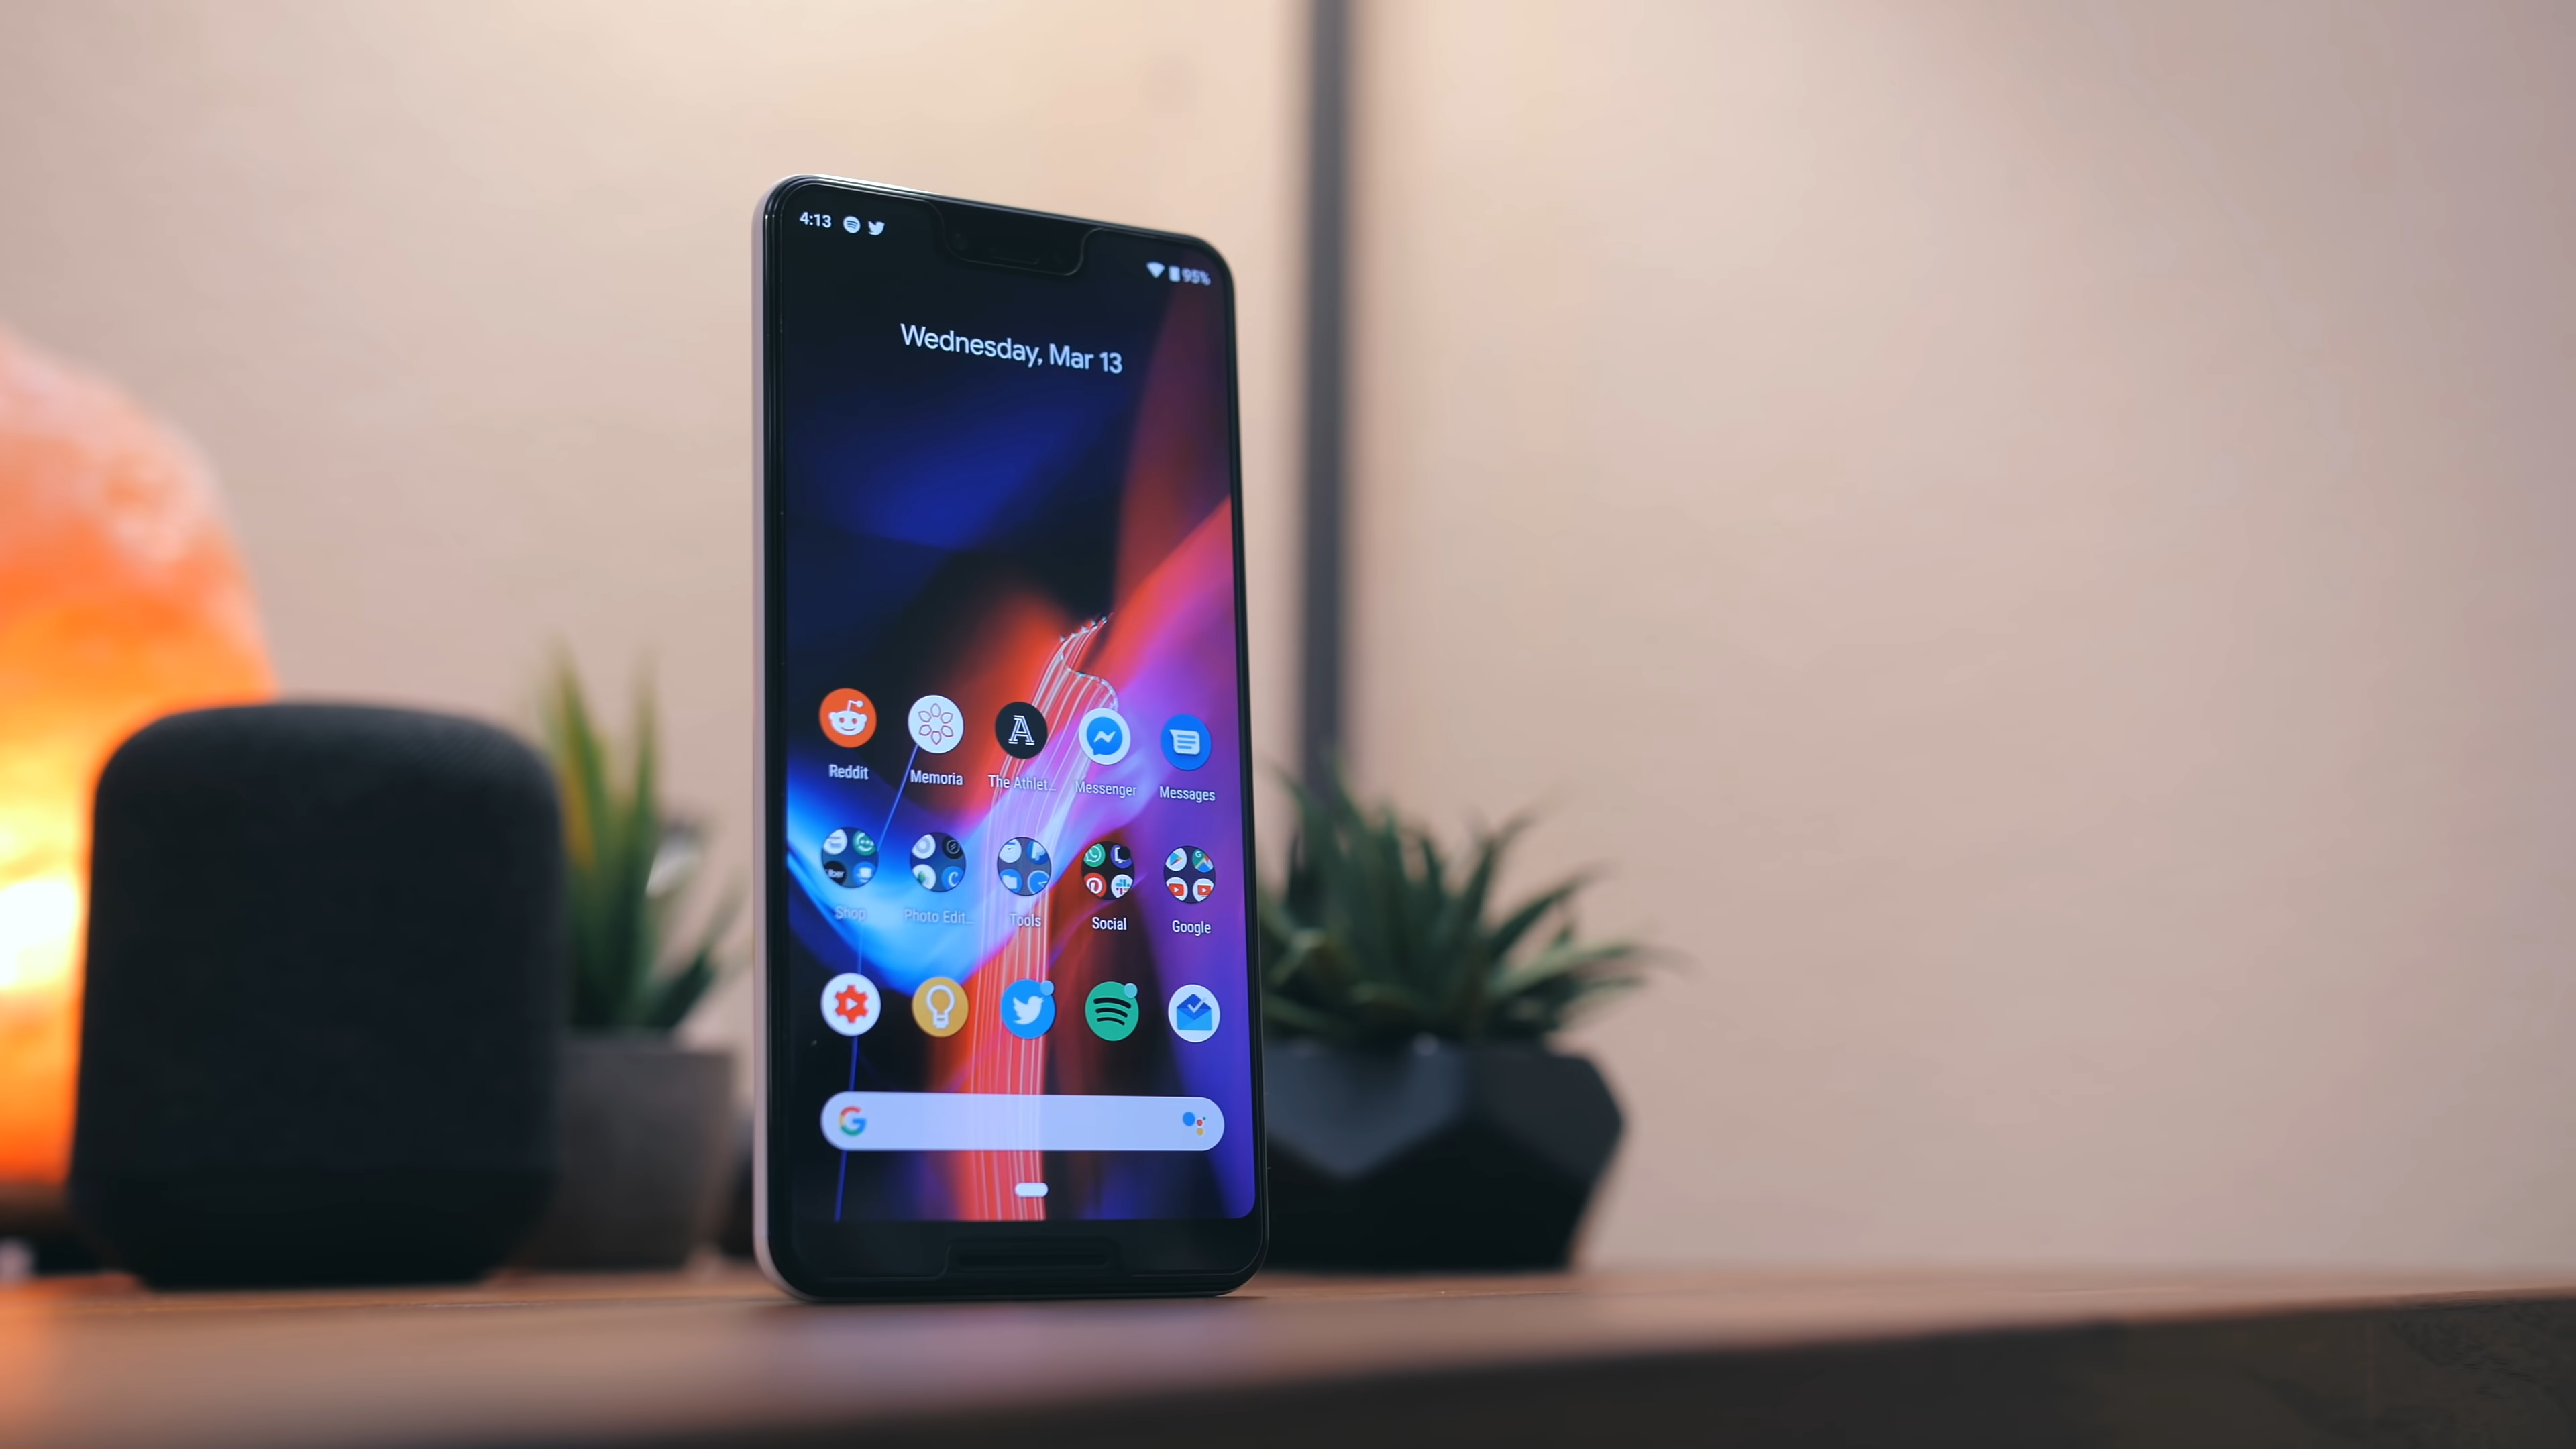 4:13
95%
Wednesday, Mar 13
Reddit
Memoria
The Athlet...
Messenger
Messages
Shop
Photo Edit...
Tools
Social
Google